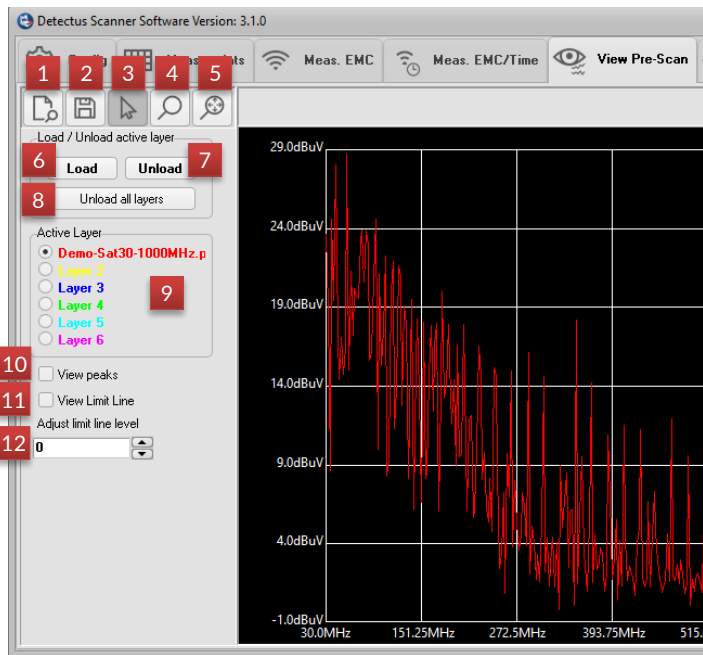 Detectus Scanner Software Version: 3.1.0
Meas. EMC
Meas. EMC/Time
View Pre-Scan
1
2
3
4
5
Load / Unload active layer
6
Load
Unload
7
8
Unload all layers
Active Layer
Demo-Sat30-1000MHz.p
Layer 2
Layer 3
9
Layer 4
Layer 5
Layer 6
10
View peaks
11
View Limit Line
Adjust limit line level
12
0
29.0dBuV
24.0dBuV
19.0dBuV
14.0dBuV
9.0dBuV
4.0dBuV
-1.0dBuV
30.0MHz
151.25MHz
272.5MHz
393.75MHz
515.